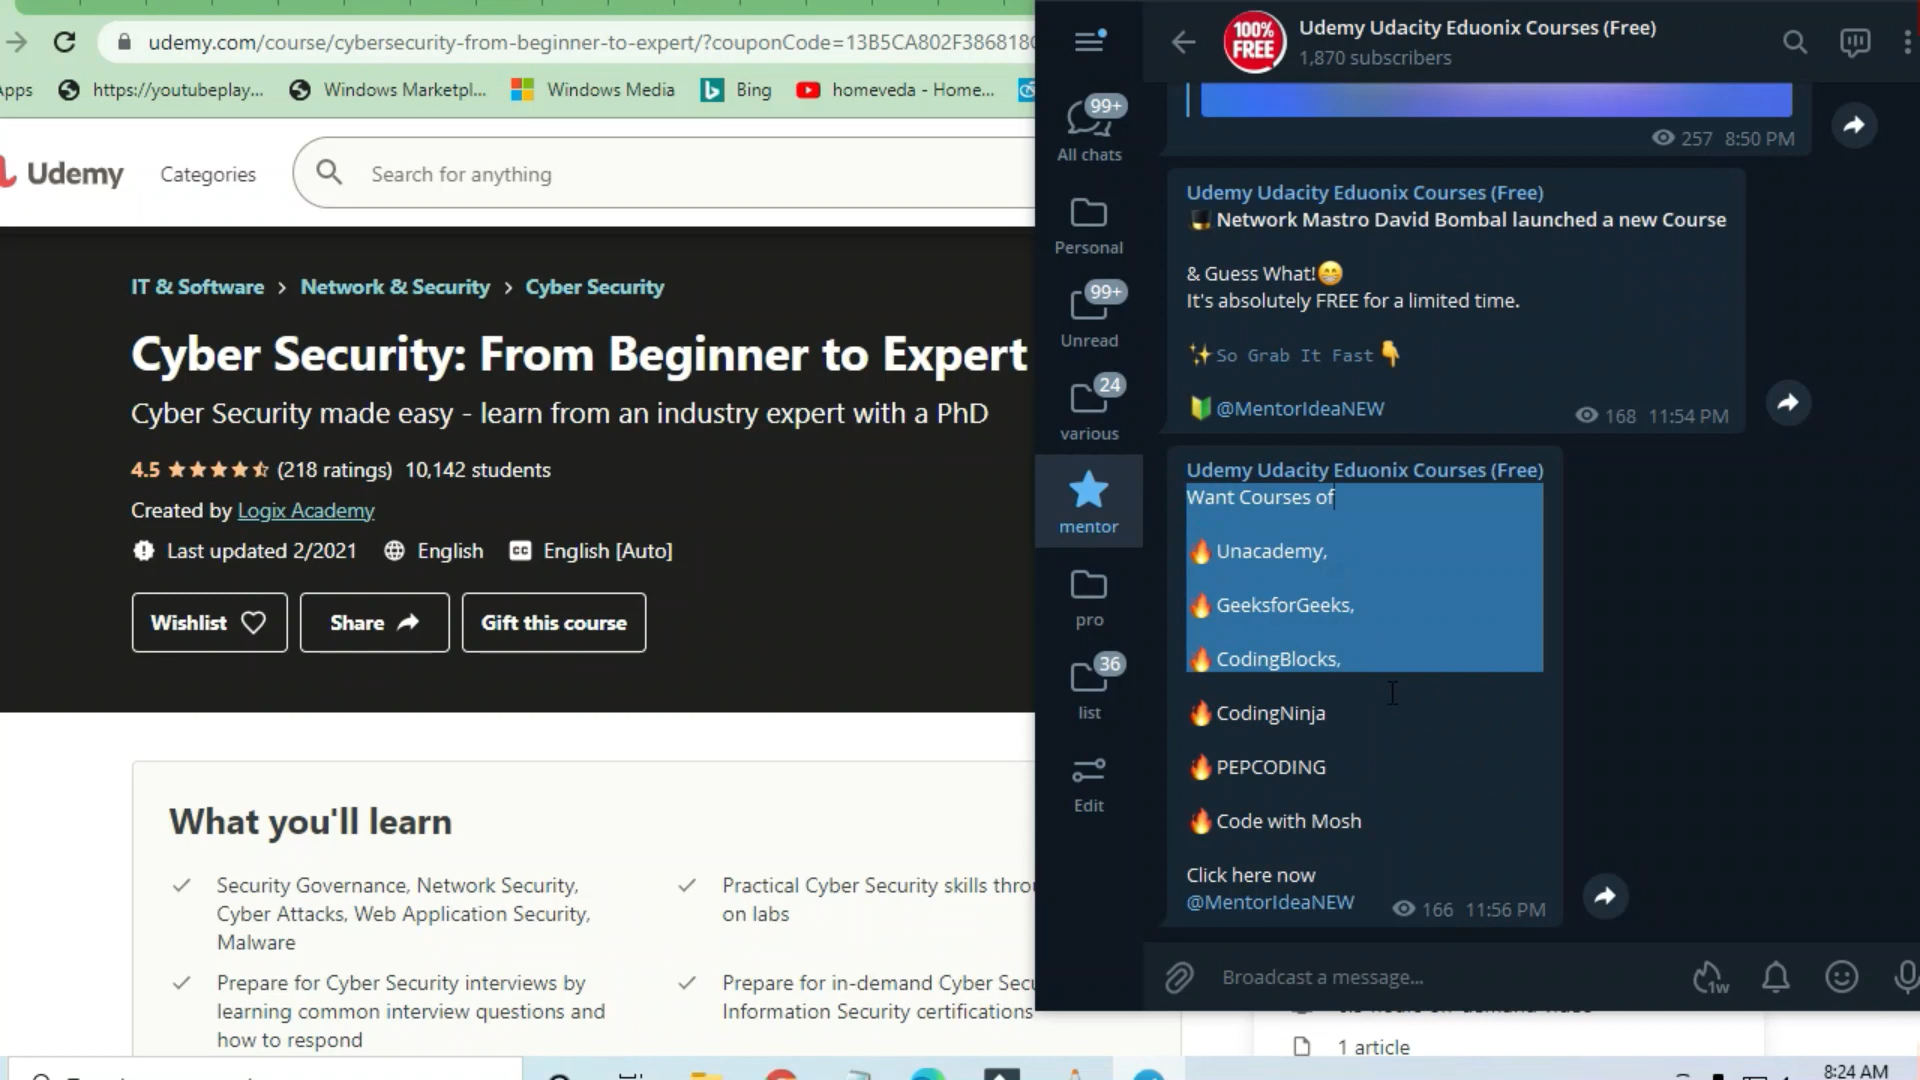 udemy.com/course/cybersecurity-from-beginner-to-expert/?couponCode=13B5CA802F386818
https://youtubeplay...
Windows Marketpl...
Windows Media
Bing
homeveda - Home...
Udemy
Categories
Search for anything
IT & Software > Network & Security > Cyber Security
Cyber Security: From Beginner to Expert
Cyber Security made easy - learn from an industry expert with a PhD
4.5 (218 ratings) 10,142 students
Created by Logix Academy
Last updated 2/2021 English CC English [Auto]
Wishlist
Share
Gift this course
What you'll learn
Security Governance, Network Security,
Cyber Attacks, Web Application Security,
Malware
Practical Cyber Security skills
on labs
Prepare for Cyber Security interviews by
learning common interview questions and
how to respond
Prepare for in-demand Cyber
Information Security certifications
1 article
99+
All chats
Personal
99+
Unread
24
various
mentor
pro
36
list
Edit
100%
FREE
Udemy Udacity Eduonix Courses (Free)
1,870 subscribers
257 8:50 PM
Udemy Udacity Eduonix Courses (Free)
🎩Network Mastro David Bombal launched a new Course
& Guess What!😁
It's absolutely FREE for a limited time.
✨So Grab It Fast👇
🔰@MentorIdeaNEW
168 11:54 PM
Udemy Udacity Eduonix Courses (Free)
Want Courses of
🔥Unacademy,
🔥GeeksforGeeks,
🔥CodingBlocks,
🔥CodingNinja
🔥PEPCODING
🔥Code with Mosh
Click here now
@MentorIdeaNEW
166 11:56 PM
Broadcast a message...
1w
8:24 AM